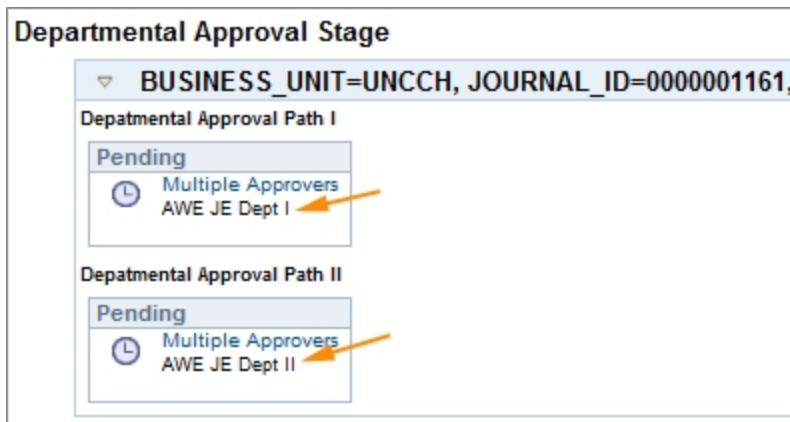 Departmental Approval Stage
BUSINESS_UNIT=UNCCH, JOURNAL_ID=0000001161,
Depatmental Approval Path I
Pending
Multiple Approvers
AWE JE Dept I
Depatmental Approval Path II
Pending
Multiple Approvers
AWE JE Dept II